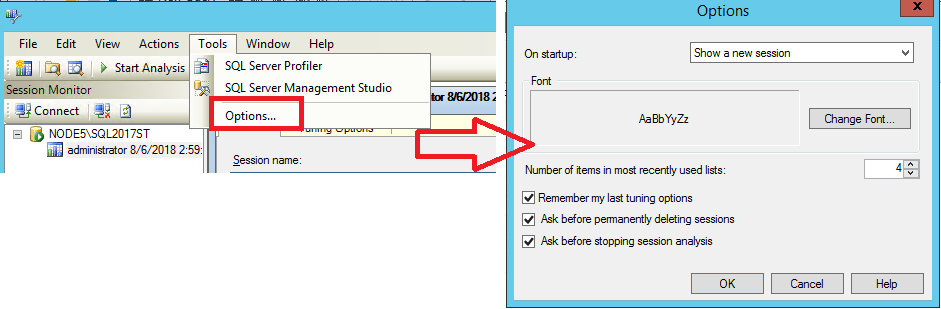 File Edit View Actions Tools Window Help
Start Analysis
SQL Server Profiler
SQL Server Management Studio
Options...
Session Monitor
Connect
NODE5\SQL2017ST
administrator 8/6/2018 2:59:
tor 8/6/2018 2
Tuning Options
Session name:
Options
x
On startup: Show a new session
Font
AaBbYyZz
Change Font...
Number of items in most recently used lists: 4
Remember my last tuning options
Ask before permanently deleting sessions
Ask before stopping session analysis
OK Cancel Help